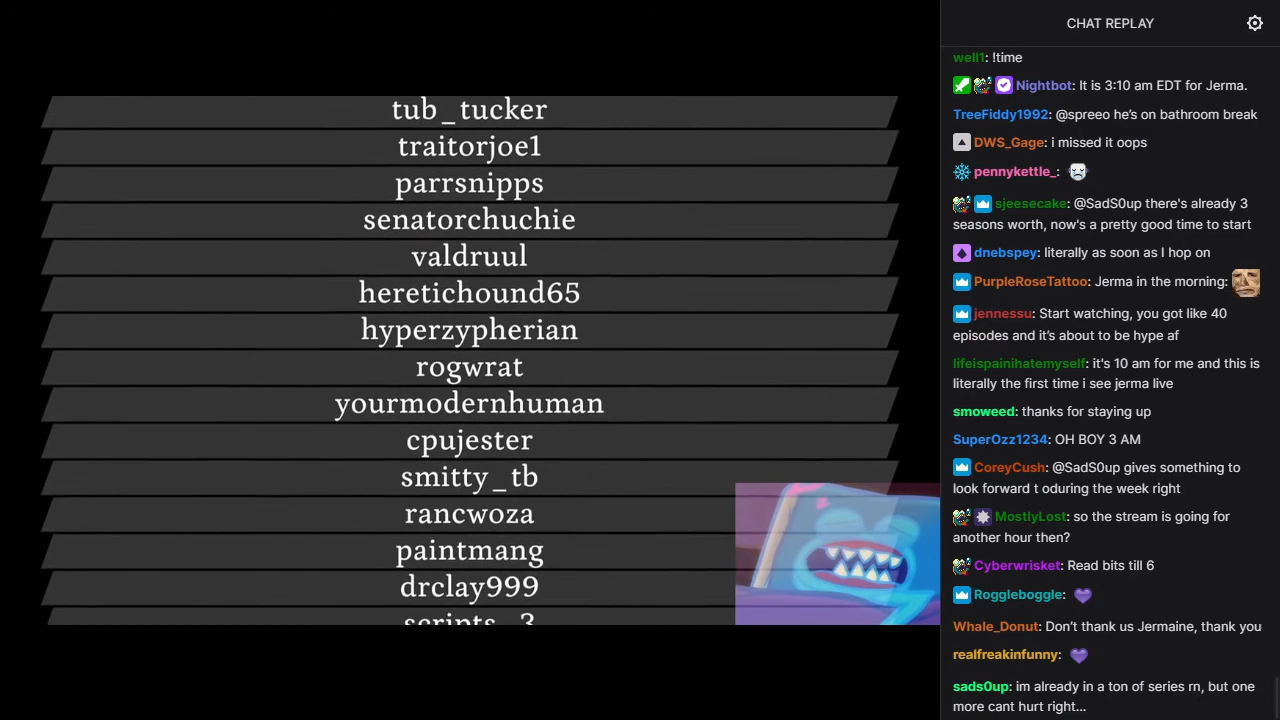 tub_tucker
traitorjoe1
parrsnipps
senatorchuchie
valdruul
heretichound65
hyperzypherian
rogwrat
yourmodernhuman
cpujester
smitty_tb
rancwoza
paintmang
drclay999
scripts_3
CHAT REPLAY
well1: !time
Nightbot: It is 3:10 am EDT for Jerma.
TreeFiddy1992: @spreeo he's on bathroom break
DWS_Gage: i missed it oops
pennykettle_:
sjeesecake: @SadS0up there's already 3
seasons worth, now's a pretty good time to start
dnebspey: literally as soon as I hop on
PurpleRoseTattoo: Jerma in the morning:
jennessu: Start watching, you got like 40
episodes and it's about to be hype af
lifeispainihatemyself: it's 10 am for me and this is
literally the first time i see jerma live
smoweed: thanks for staying up
SuperOzz1234: OH BOY 3 AM
CoreyCush: @SadS0up gives something to
look forward t oduring the week right
MostlyLost: so the stream is going for
another hour then?
Cyberwrisket: Read bits till 6
Roggleboggle:
Whale_Donut: Don't thank us Jermaine, thank you
realfreakinfunny:
sads0up: im already in a ton of series rn, but one
more cant hurt right...